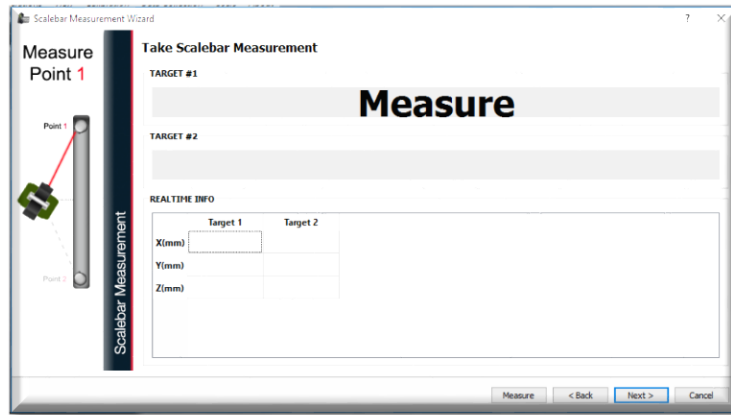 Scalebar Measurement Wizard
?
Measure
Point 1
Point 1
Point 2
Scalebar Measurement
Take Scalebar Measurement
TARGET #1
Measure
TARGET #2
REALTIME INFO
Target 1 Target 2
X(mm)
Y(mm)
Z(mm)
Measure < Back Next > Cancel